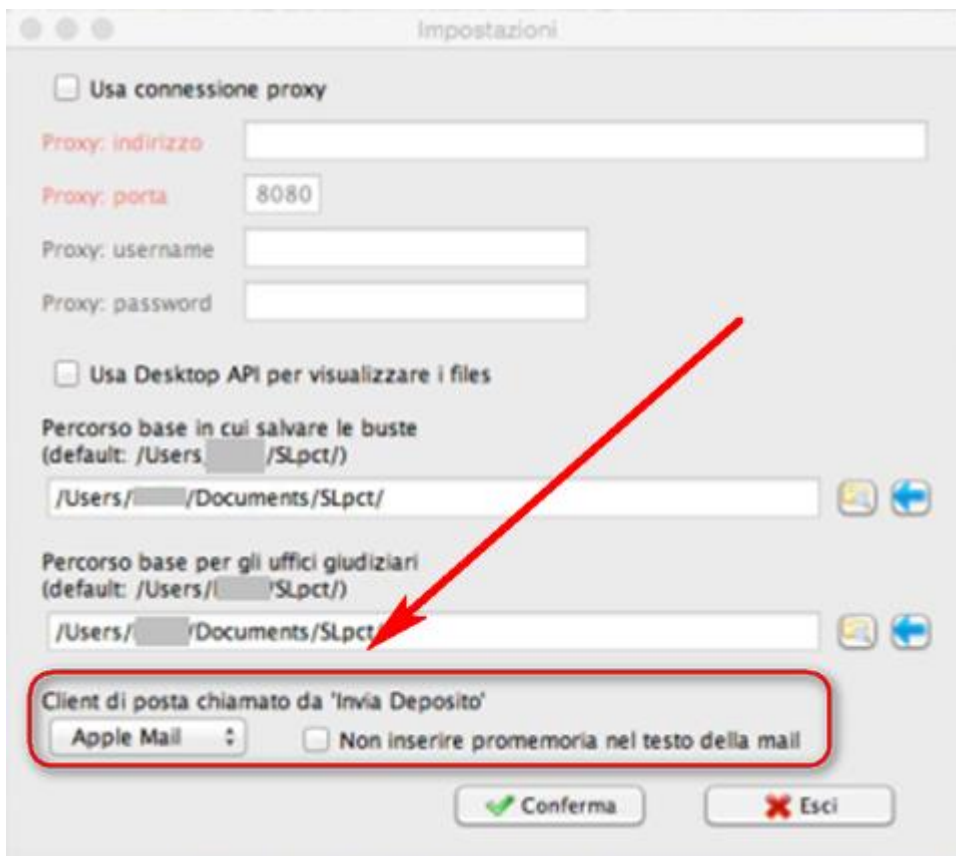 Impostazioni
Usa connessione proxy
Proxy: indirizzo
Proxy: porta 8080
Proxy: username
Proxy: password
Usa Desktop API per visualizzare i files
Percorso base in cui salvare le buste
(default: /Users /SLpct/)
/Users/ /Documents/SLpct/
Percorso base per gli uffici giudiziari
(default: /Users/ /SLpct/)
/Users/ /Documents/SLpct/
Client di posta chiamato da 'Invia Deposito'
Apple Mail Non inserire promemoria nel testo della mail
Conferma Esci